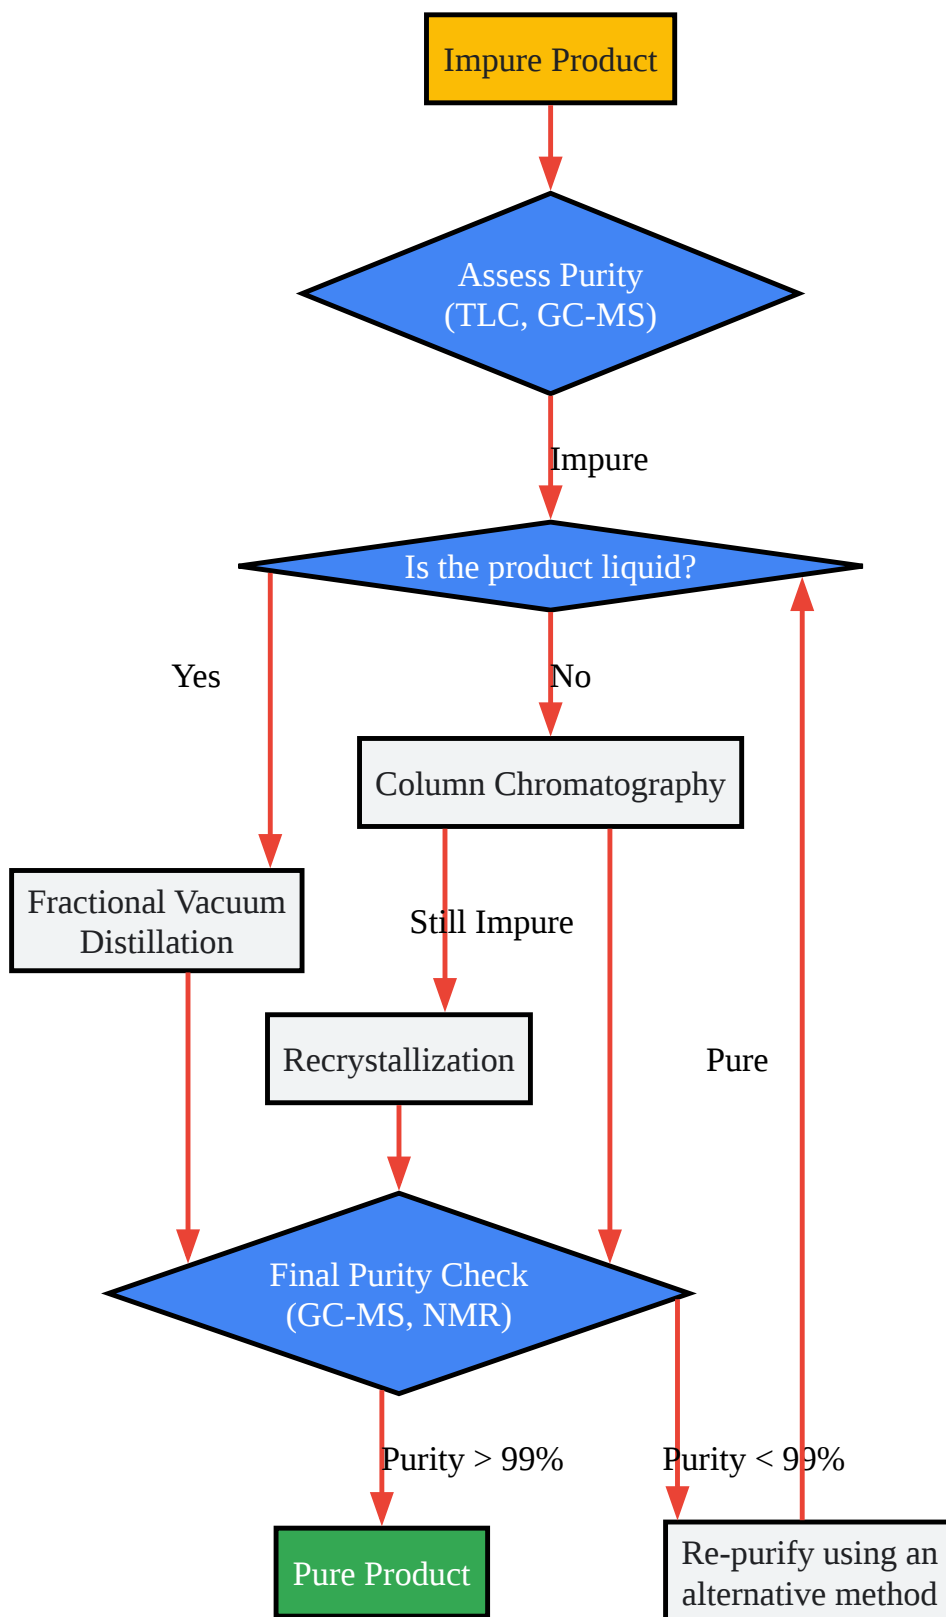 Impure Product
Assess Purity
(TLC, GC-MS)
Impure
Is the product liquid?
Yes
No
Column Chromatography
Fractional Vacuum
Distillation
Still Impure
Recrystallization
Pure
Final Purity Check
(GC-MS, NMR)
Purity > 99%
Purity < 99%
Pure Product
Re-purify using an
alternative method